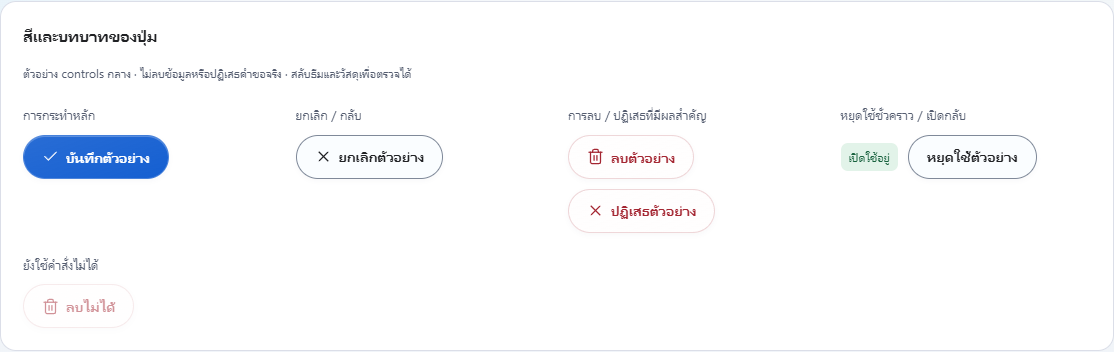 สีและบทบาทของปุ่ม
ตัวอย่าง controls กลาง · ไม่ลบข้อมูลหรือปฏิเสธคำขอจริง · สลับธีมและวัสดุเพื่อตรวจได้
การกระทำหลัก
บันทึกตัวอย่าง
ยกเลิก / กลับ
ยกเลิกตัวอย่าง
การลบ / ปฏิเสธที่มีผลสำคัญ
ลบตัวอย่าง
ปฏิเสธตัวอย่าง
หยุดใช้ชั่วคราว / เปิดกลับ
เปิดใช้อยู่
หยุดใช้ตัวอย่าง
ยังใช้คำสั่งไม่ได้
ลบไม่ได้